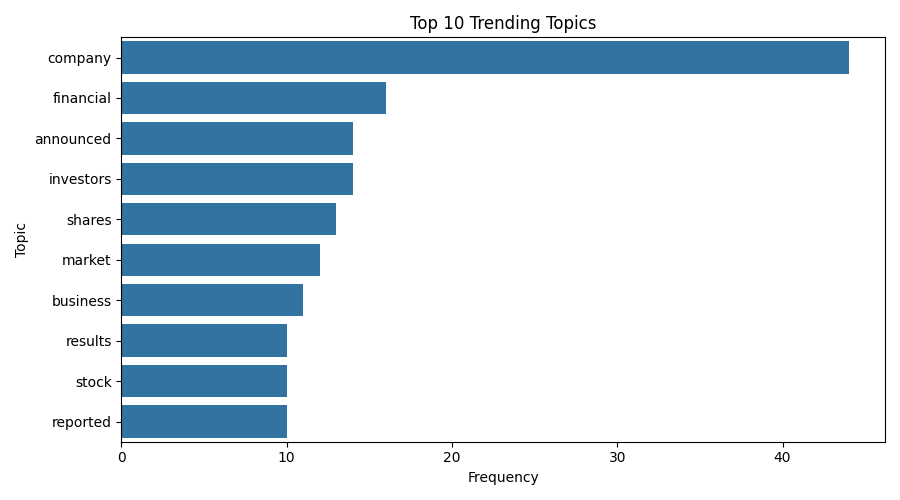 Top 10 Trending Topics
Topic
company
financial
announced
investors
shares
market
business
results
stock
reported
0 10 20 30 40
Frequency